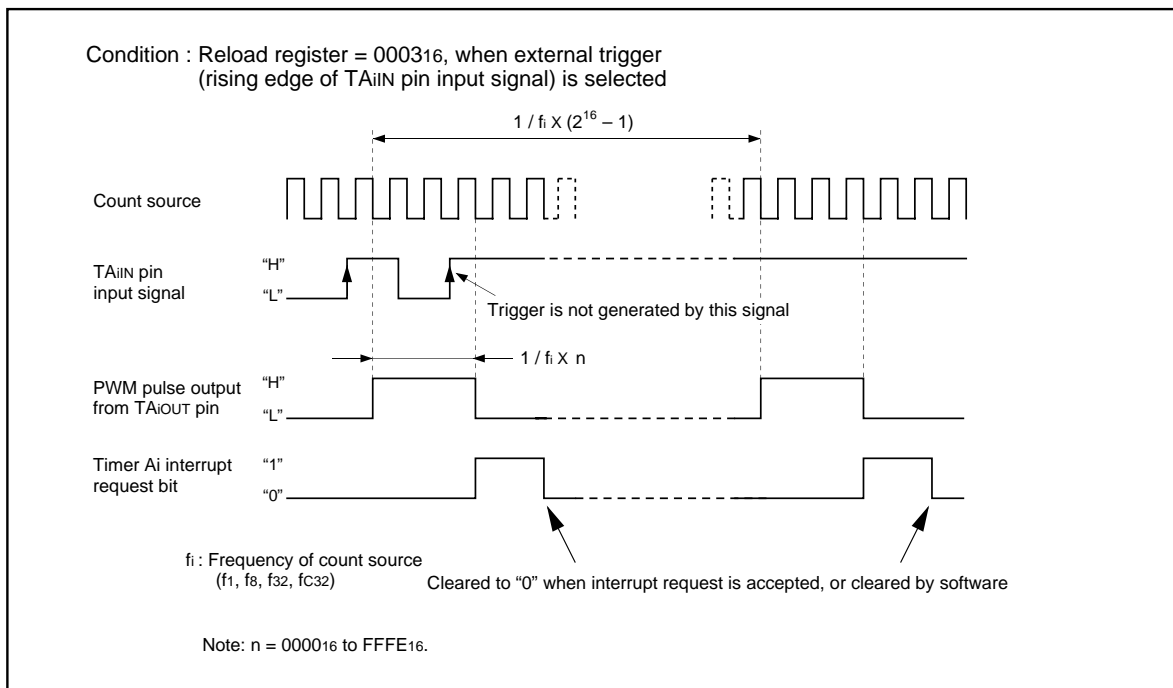 Condition : Reload register = 000316, when external trigger
(rising edge of TAiIN pin input signal) is selected
1 / fi X (2^16 – 1)
Count source
TAiIN pin
input signal
“H”
“L”
Trigger is not generated by this signal
1 / fi X n
PWM pulse output
from TAiOUT pin
“H”
“L”
Timer Ai interrupt
request bit
“1”
“0”
fi : Frequency of count source
(f1, f8, f32, fC32)
Cleared to “0” when interrupt request is accepted, or cleared by software
Note: n = 000016 to FFFE16.